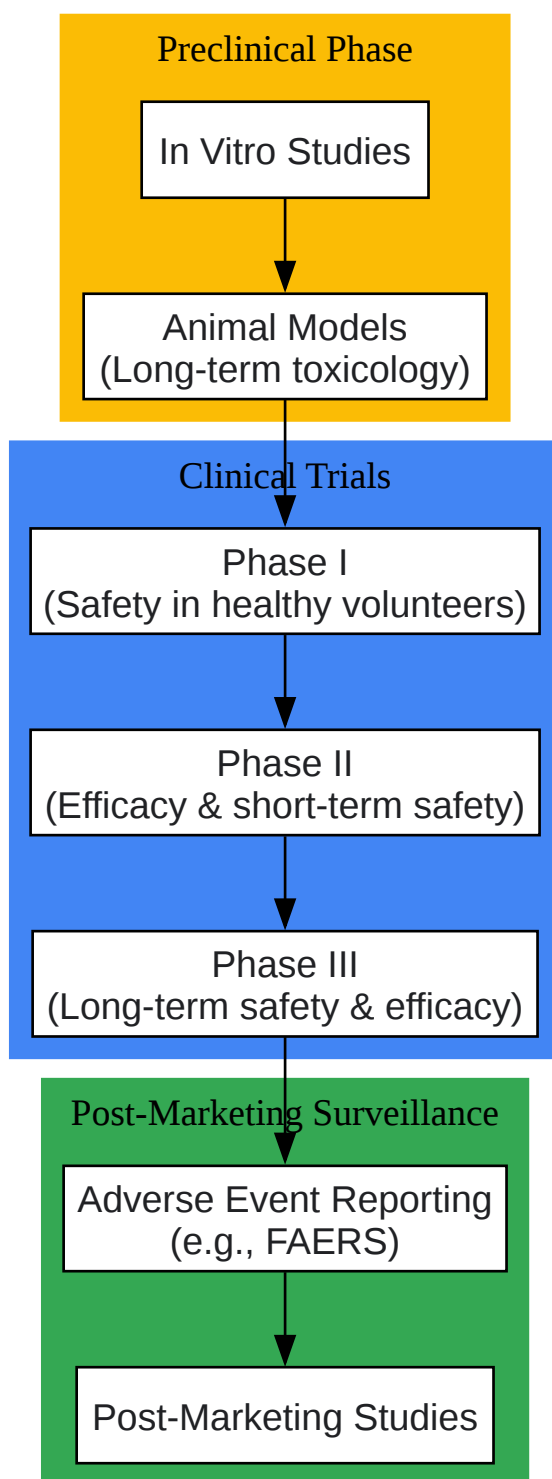 Preclinical Phase
In Vitro Studies
Animal Models
(Long-term toxicology)
Clinical Trials
Phase I
(Safety in healthy volunteers)
Phase II
(Efficacy & short-term safety)
Phase III
(Long-term safety & efficacy)
Post-Marketing Surveillance
Adverse Event Reporting
(e.g., FAERS)
Post-Marketing Studies